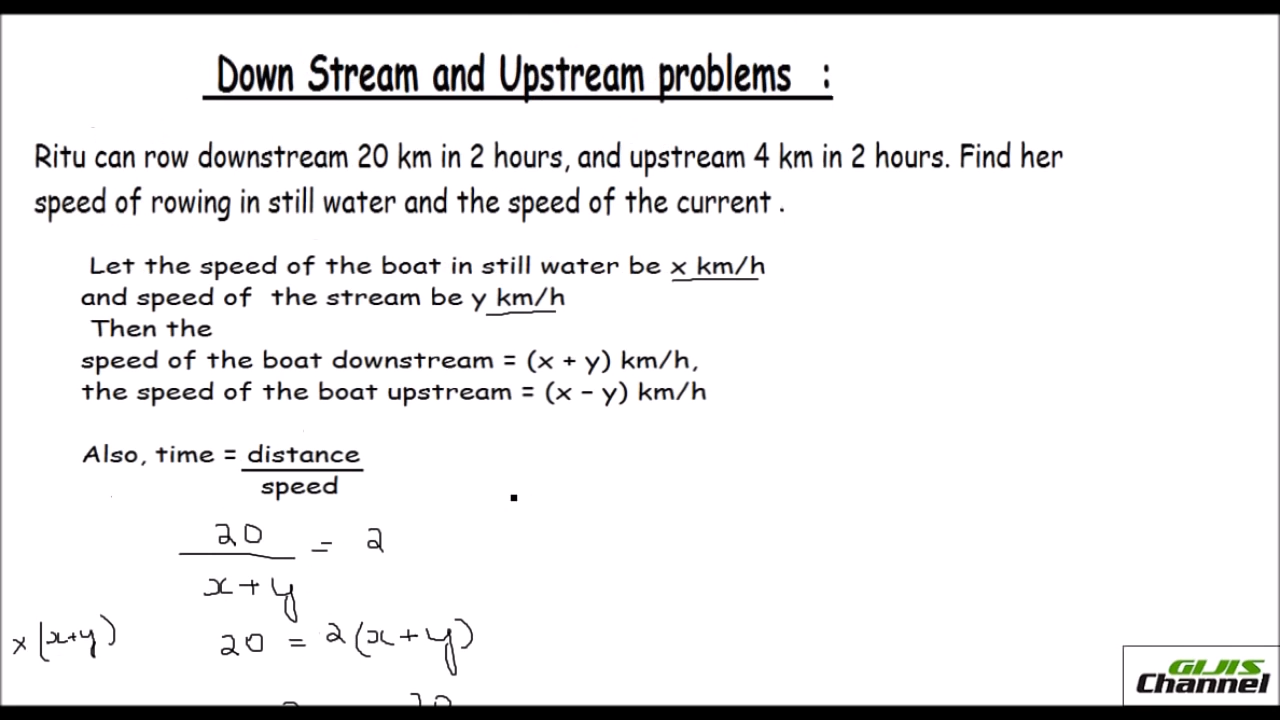 Down Stream and Upstream problems :
Ritu can row downstream 20 km in 2 hours, and upstream 4 km in 2 hours. Find her
speed of rowing in still water and the speed of the current .
Let the speed of the boat in still water be x km/h
and speed of the stream be y km/h
Then the
speed of the boat downstream = (x + y) km/h,
the speed of the boat upstream = (x – y) km/h
Also, time = distance
speed
20 = 2
x+y
×(x+y) 20 = 2(x+y)
GIJIS
Channel